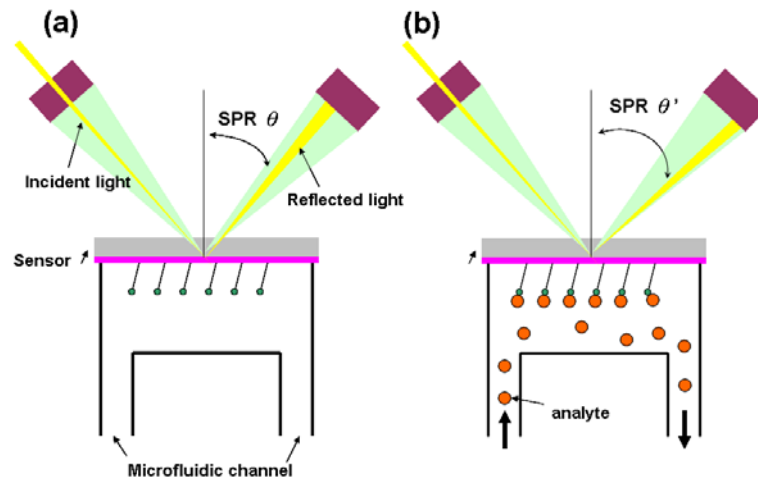 (a)
SPR θ
Incident light
Reflected light
Sensor
Microfluidic channel
(b)
SPR θ’
analyte